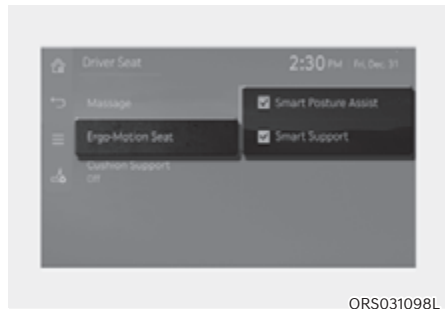 Driver Seat
2:30 PM Fri, Dec. 31
Massage
Smart Posture Assist
Ergo-Motion Seat
Smart Support
Cushion Support
Off
ORS031098L